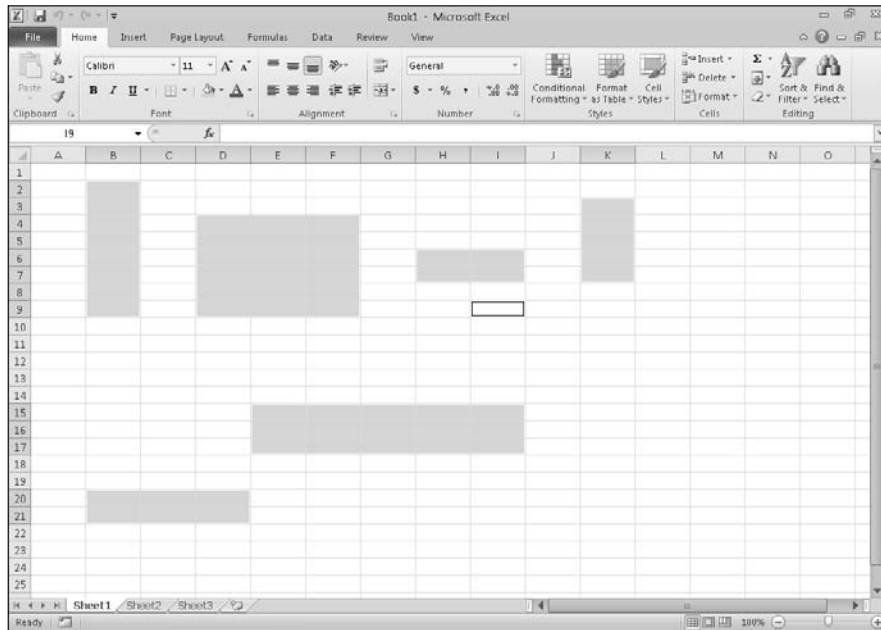 Book1 - Microsoft Excel
File Home Insert Page Layout Formulas Data Review View
Calibri 11 A A General Insert Σ
Paste B I U A $ % , .00 .0 Conditional Formatting Format as Table Cell Styles Delete Format Sort & Filter Find & Select
Clipboard Font Alignment Number Styles Cells Editing
I9 fx
A B C D E F G H I J K L M N O
1
2
3
4
5
6
7
8
9
10
11
12
13
14
15
16
17
18
19
20
21
22
23
24
25
Sheet1 Sheet2 Sheet3
Ready 100%